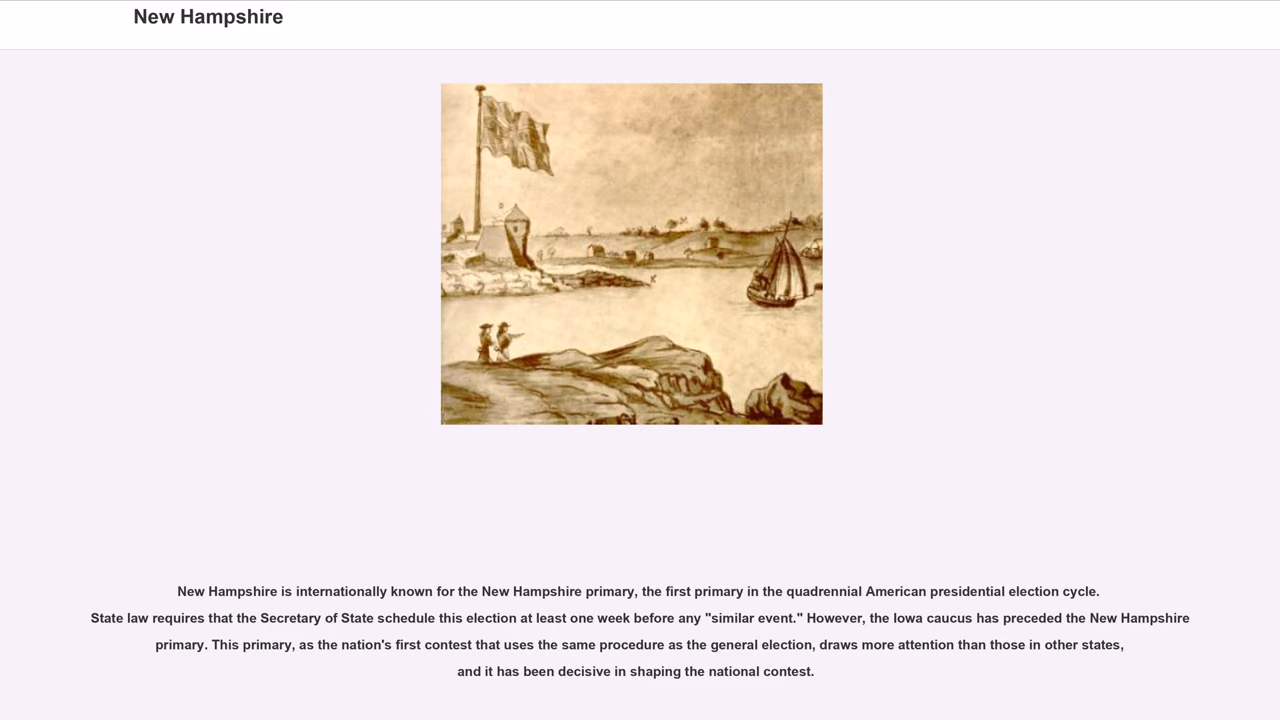 New Hampshire
New Hampshire is internationally known for the New Hampshire primary, the first primary in the quadrennial American presidential election cycle.
State law requires that the Secretary of State schedule this election at least one week before any "similar event." However, the Iowa caucus has preceded the New Hampshire
primary. This primary, as the nation's first contest that uses the same procedure as the general election, draws more attention than those in other states,
and it has been decisive in shaping the national contest.